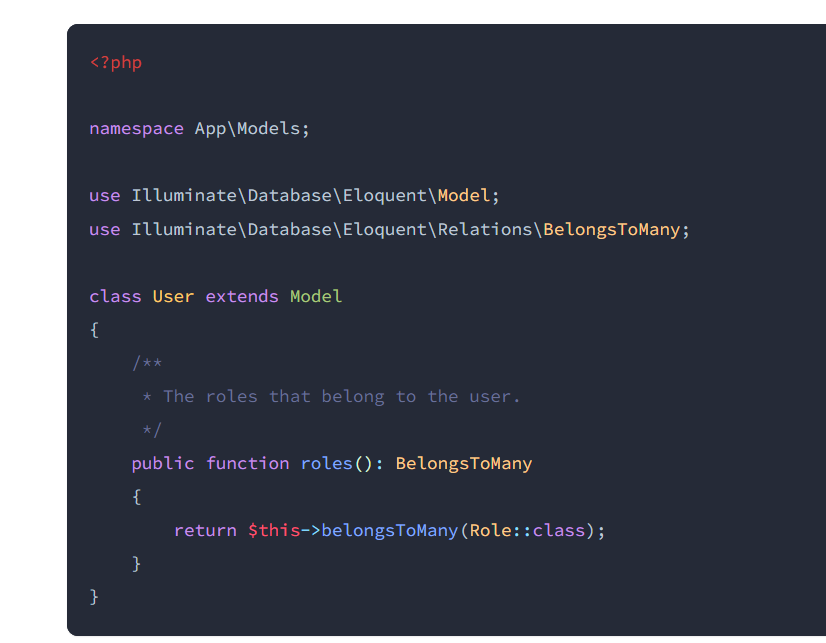 <?php
namespace App\Models;
use Illuminate\Database\Eloquent\Model;
use Illuminate\Database\Eloquent\Relations\BelongsToMany;
class User extends Model
{
    /**
     * The roles that belong to the user.
     */
    public function roles(): BelongsToMany
    {
        return $this->belongsToMany(Role::class);
    }
}